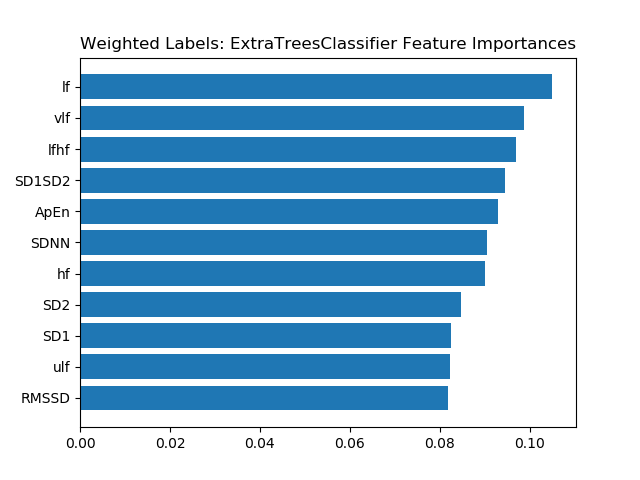 Weighted Labels: ExtraTreesClassifier Feature Importances
lf
vlf
lfhf
SD1SD2
ApEn
SDNN
hf
SD2
SD1
ulf
RMSSD
0.00 0.02 0.04 0.06 0.08 0.10